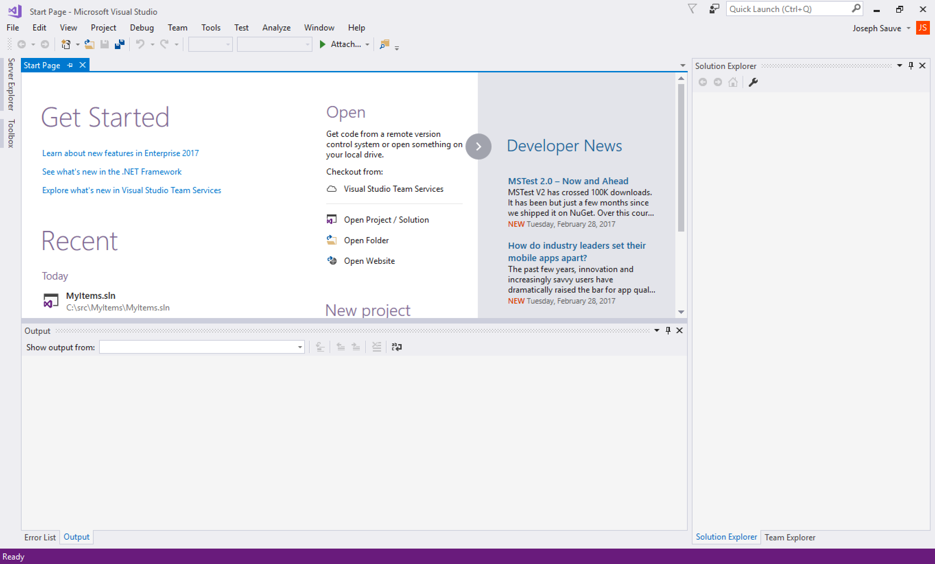 Start Page - Microsoft Visual Studio
Quick Launch (Ctrl+Q)
File Edit View Project Debug Team Tools Test Analyze Window Help
Joseph Sauve
JS
Attach...
Server Explorer
Toolbox
Start Page
Get Started
Learn about new features in Enterprise 2017
See what's new in the .NET Framework
Explore what's new in Visual Studio Team Services
Recent
Today
MyItems.sln
C:\src\MyItems\MyItems.sln
Open
Get code from a remote version
control system or open something on
your local drive.
Checkout from:
Visual Studio Team Services
Open Project / Solution
Open Folder
Open Website
New project
Developer News
MSTest 2.0 – Now and Ahead
MSTest V2 has crossed 100K downloads.
It has been but just a few months since
we shipped it on NuGet. Over this cour...
NEW Tuesday, February 28, 2017
How do industry leaders set their
mobile apps apart?
The past few years, innovation and
increasingly savvy users have
dramatically raised the bar for app qual...
NEW Tuesday, February 28, 2017
Output
Show output from:
Error List Output
Solution Explorer
Solution Explorer Team Explorer
Ready